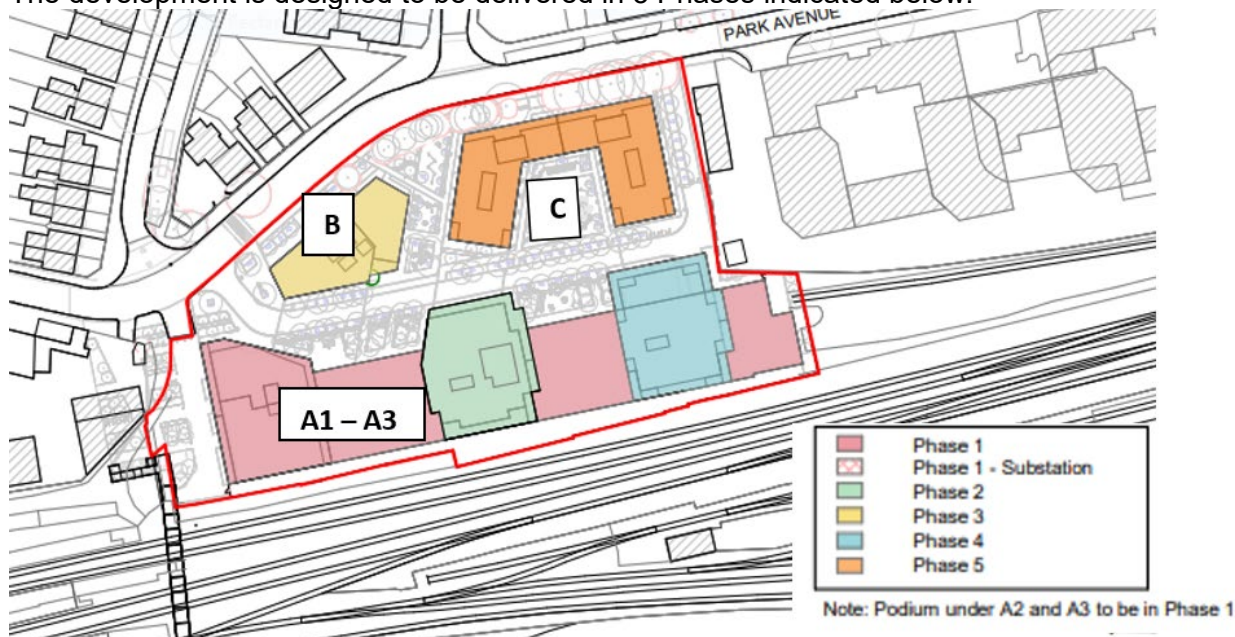 The development is designed to be delivered in 5 Phases indicated below.
PARK AVENUE
B
C
A1 – A3
Phase 1
Phase 1 - Substation
Phase 2
Phase 3
Phase 4
Phase 5
Note: Podium under A2 and A3 to be in Phase 1